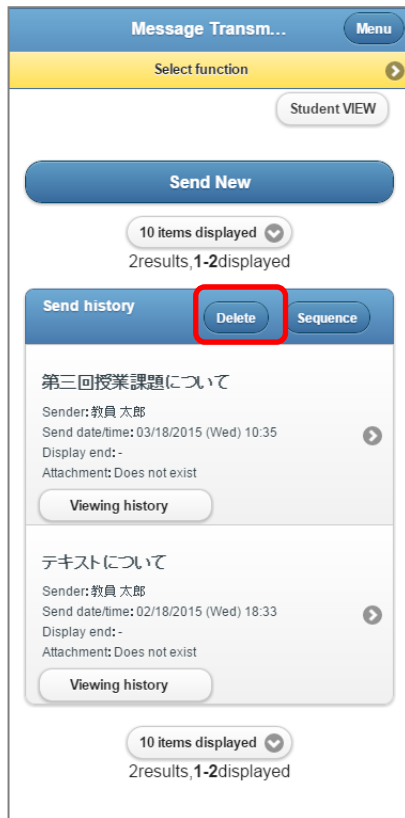 Message Transm... Menu
Select function
Student VIEW
Send New
10 items displayed
2results,1-2displayed
Send history Delete Sequence
第三回授業課題について
Sender:教員 太郎
Send date/time: 03/18/2015 (Wed) 10:35
Display end: -
Attachment: Does not exist
Viewing history
テキストについて
Sender:教員 太郎
Send date/time: 02/18/2015 (Wed) 18:33
Display end: -
Attachment: Does not exist
Viewing history
10 items displayed
2results,1-2displayed